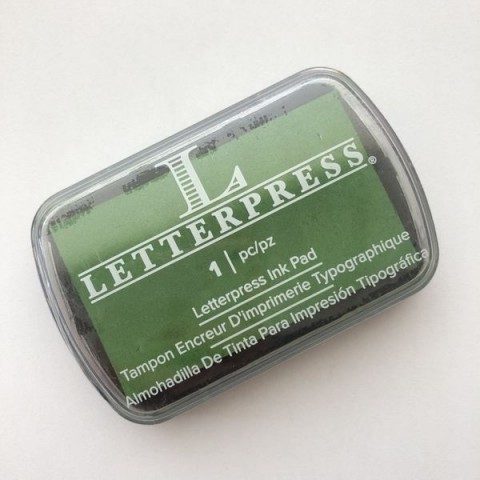 L
LETTERPRESS®
1 | pc/pz
Letterpress Ink Pad
Tampon Encreur D'imprimerie Typographique
Almohadilla De Tinta Para Impresión Tipográfica